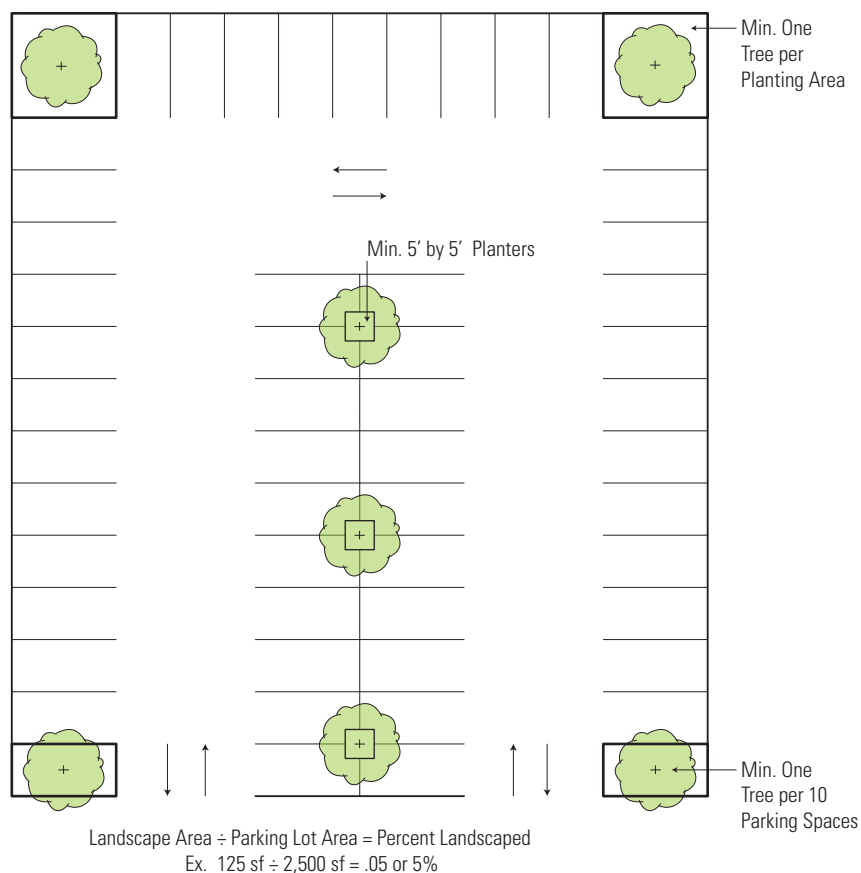 Min. One
Tree per
Planting Area
Min. 5' by 5' Planters
Min. One
Tree per 10
Parking Spaces
Landscape Area ÷ Parking Lot Area = Percent Landscaped
Ex. 125 sf ÷ 2,500 sf = .05 or 5%